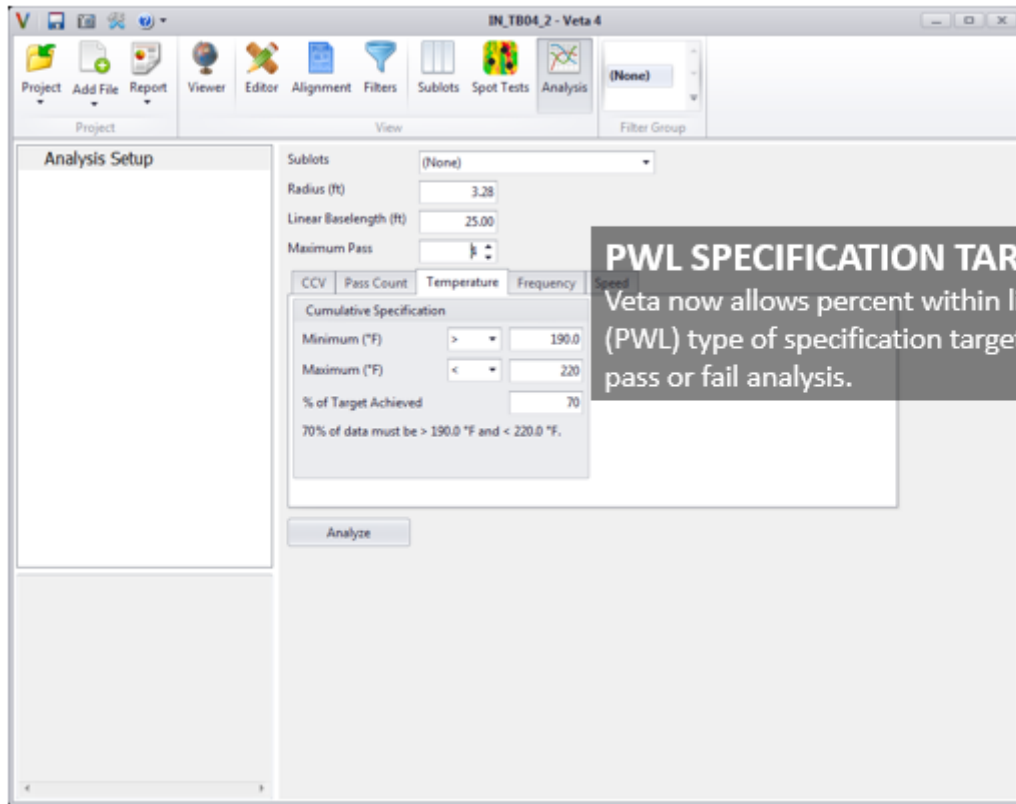 IN_TB04_2 - Veta 4
Project Add File Report Viewer Editor Alignment Filters Sublots Spot Tests Analysis (None)
Project View Filter Group
Analysis Setup
Sublots (None)
Radius (ft) 3.28
Linear Baselength (ft) 25.00
Maximum Pass
CCV Pass Count Temperature Frequency Speed
Cumulative Specification
Minimum (°F) > 190.0
Maximum (°F) < 220
% of Target Achieved 70
70% of data must be > 190.0 °F and < 220.0 °F.
Analyze
PWL SPECIFICATION TAR
Veta now allows percent within l
(PWL) type of specification target
pass or fail analysis.